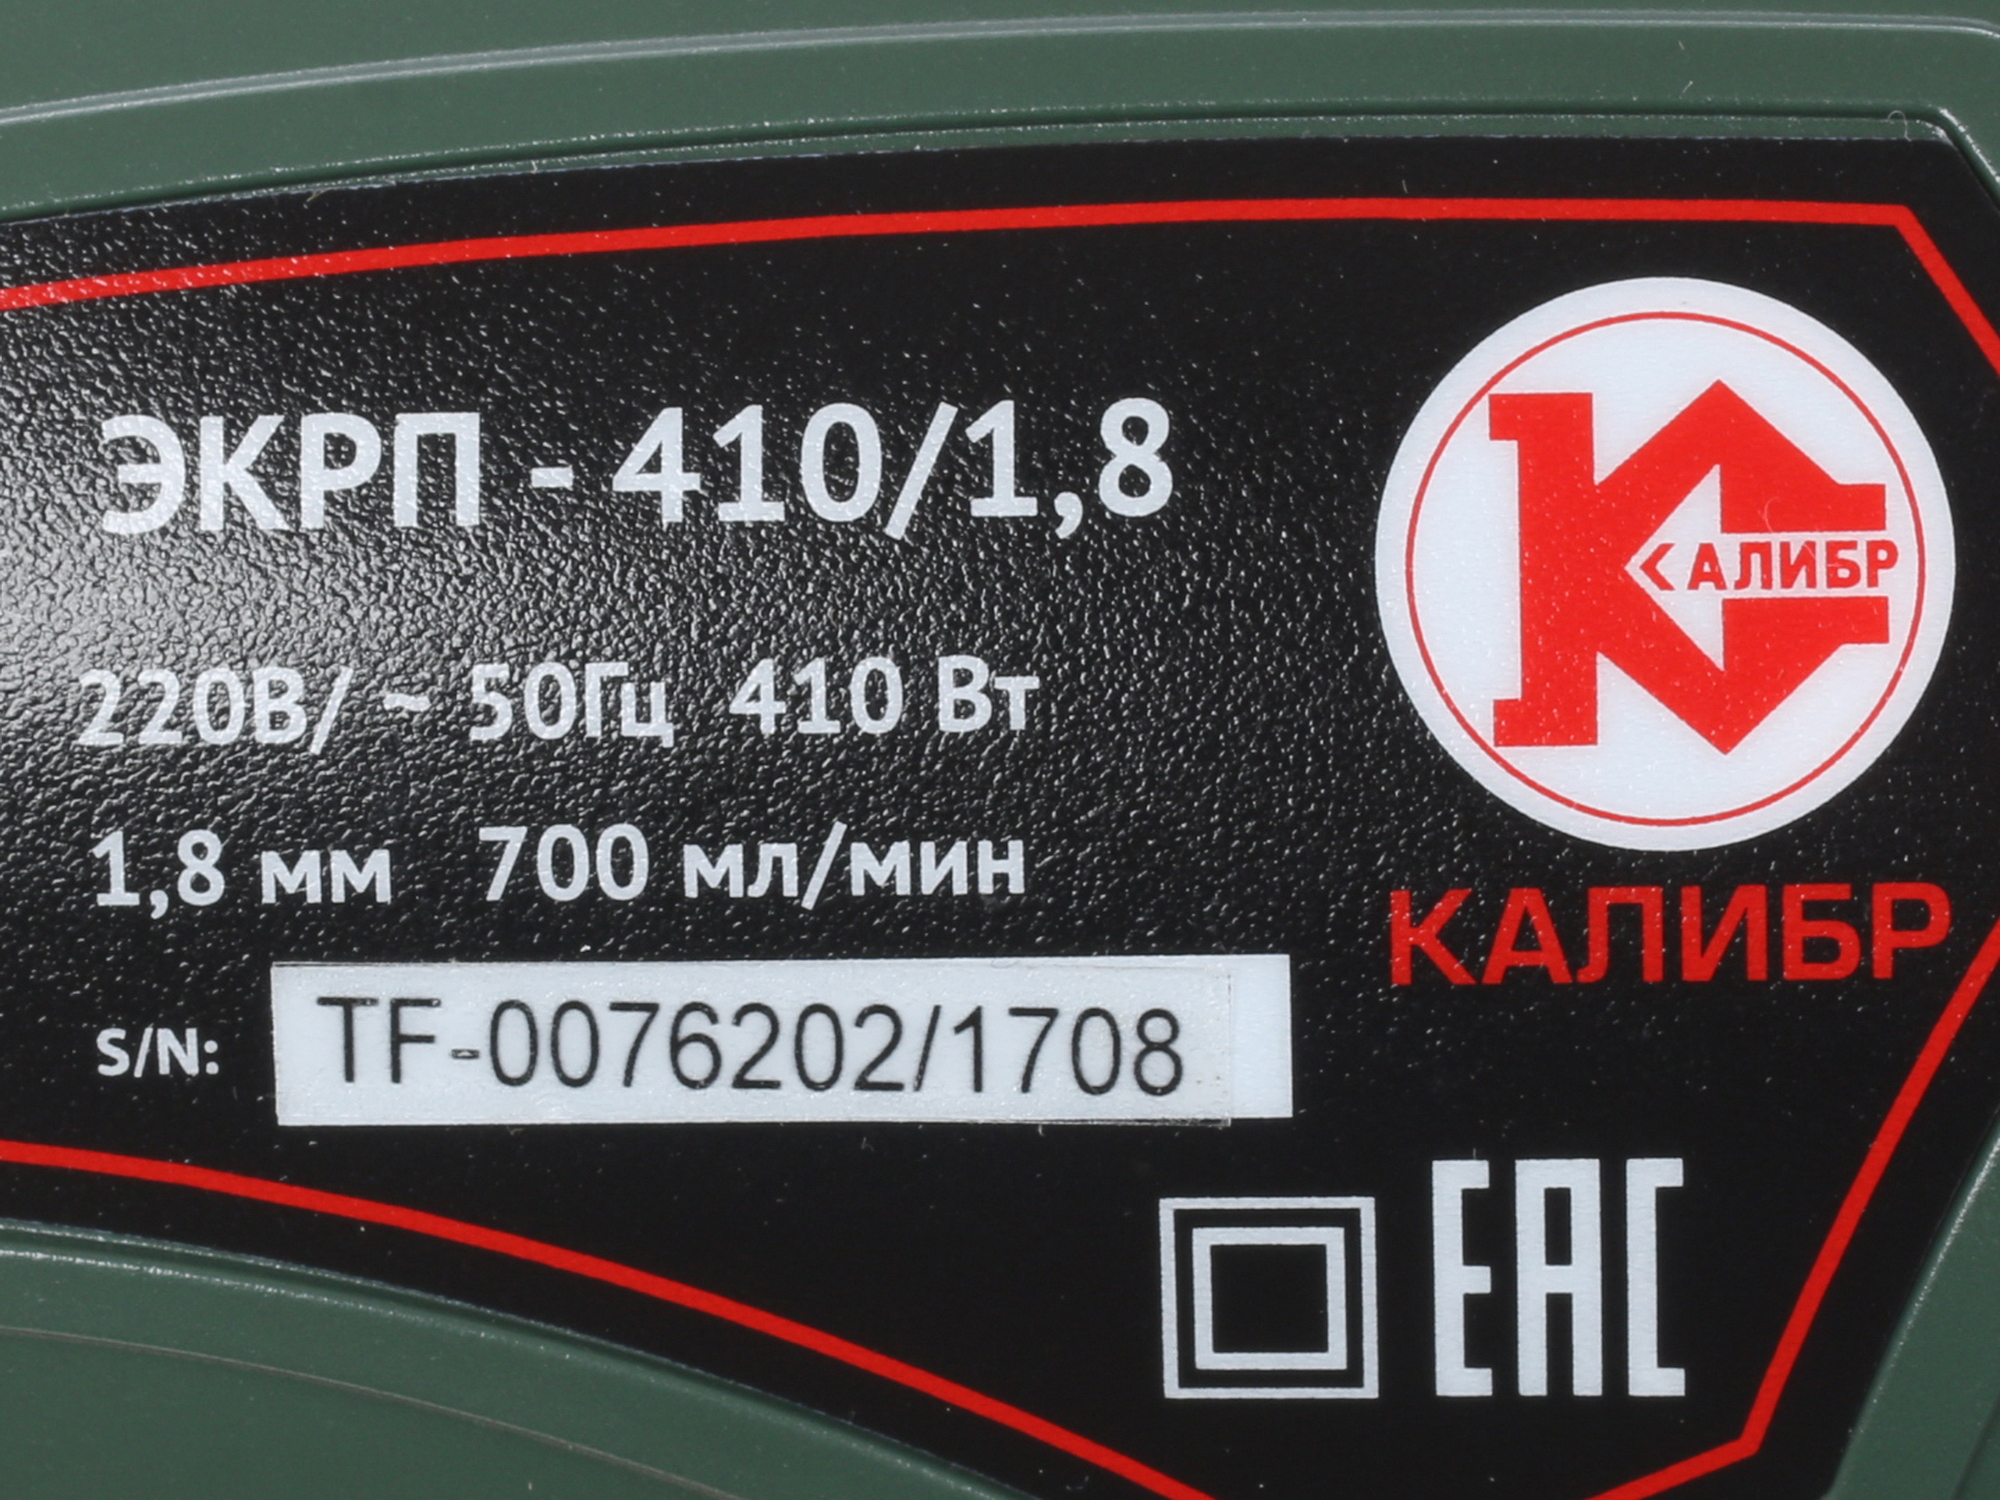 ЭКРП - 410/1,8
КАЛИБР
220В/ ~ 50Гц 410 Вт
1,8 мм 700 мл/мин
КАЛИБР
S/N: TF-0076202/1708
EAC